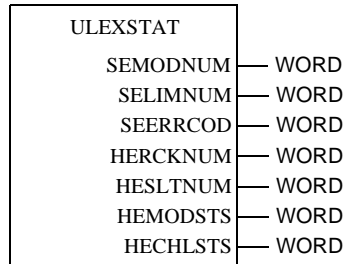 ULEXSTAT
SEMODNUM WORD
SELIMNUM WORD
SEERRCOD WORD
HERCKNUM WORD
HESLTNUM WORD
HEMODSTS WORD
HECHLSTS WORD